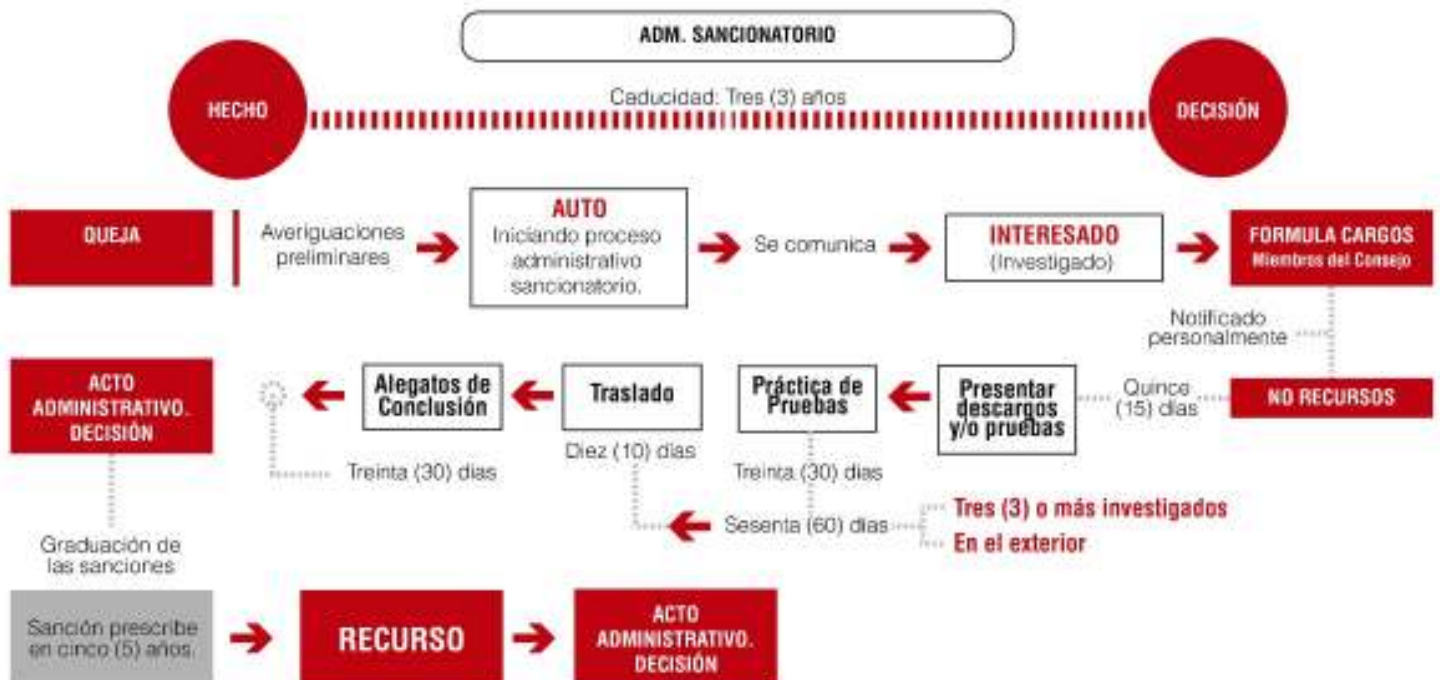 ADM. SANCIONATORIO
HECHO
Caducidad: Tres (3) años
DECISIÓN
QUEJA
Averiguaciones
preliminares
AUTO
Iniciando proceso
administrativo
sancionatorio.
Se comunica
INTERESADO
(Investigado)
FORMULA CARGOS
Miembros del Consejo
Notificado
personalmente
NO RECURSOS
Quince
(15) días
Presentar
descargos
y/o pruebas
Práctica de
Pruebas
Treinta (30) dias
Sesenta (60) dias
Tres (3) o más investigados
En el exterior
Traslado
Diez (10) días
Alegatos de
Conclusión
Treinta (30) dias
ACTO
ADMINISTRATIVO.
DECISIÓN
Graduación de
las sanciones
Sanción prescribe
en cinco (5) años.
RECURSO
ACTO
ADMINISTRATIVO.
DECISIÓN